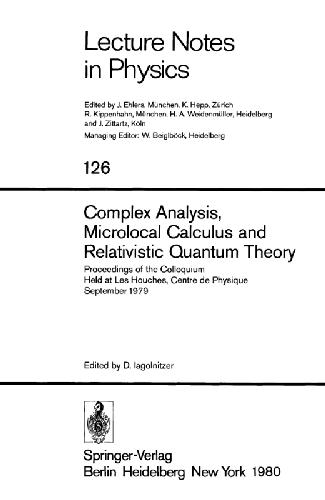 Lecture Notes
in Physics
Edited by J. Ehlers, München, K. Hepp, Zürich
R. Kippenhahn, München, H. A. Weidenmüller, Heidelberg
and J. Zittartz, Köln
Managing Editor: W. Beiglböck, Heidelberg
126
Complex Analysis,
Microlocal Calculus and
Relativistic Quantum Theory
Proceedings of the Colloquium
Held at Les Houches, Centre de Physique
September 1979
Edited by D. Iagolnitzer
Springer-Verlag
Berlin Heidelberg New York 1980